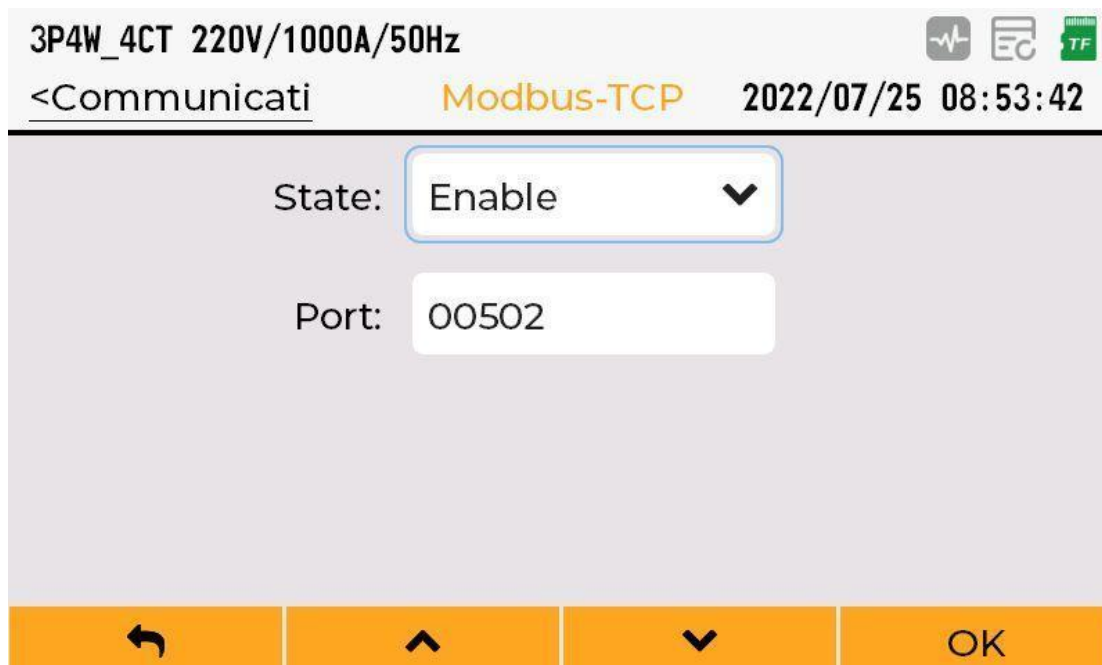 3P4W_4CT 220V/1000A/50Hz
TF
<Communicati Modbus-TCP 2022/07/25 08:53:42
State: Enable
Port: 00502
OK